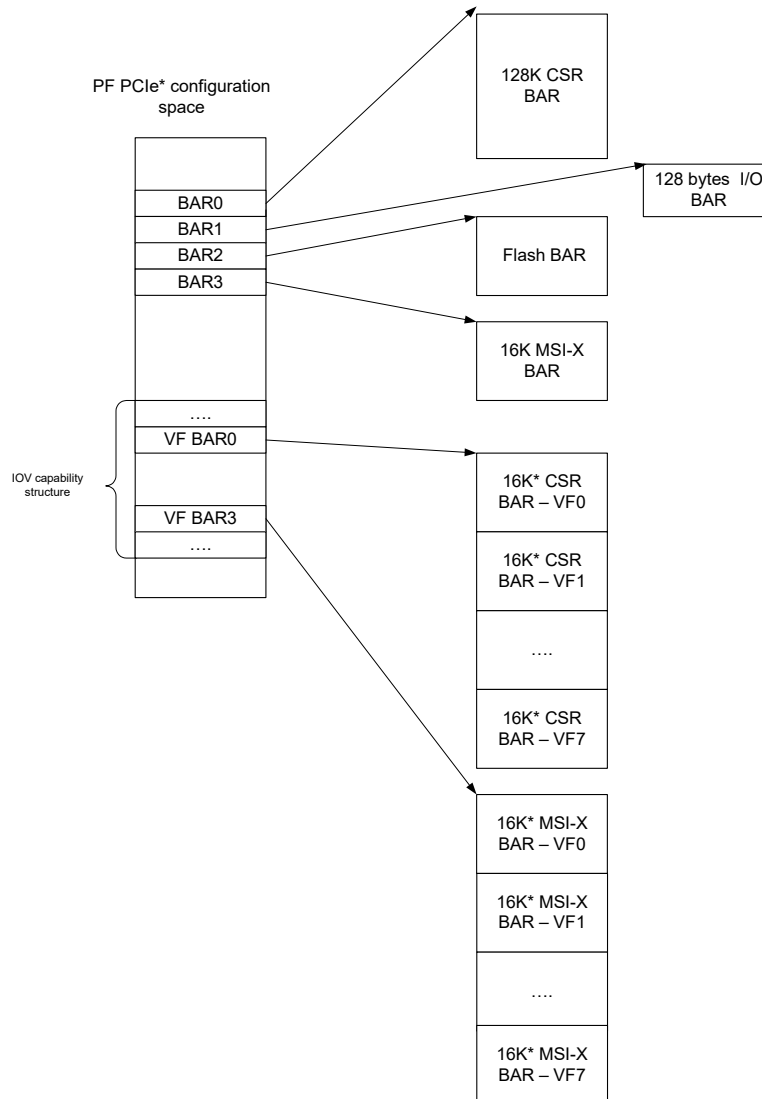 PF PCIe* configuration
space
BAR0
BAR1
BAR2
BAR3
….
VF BAR0
VF BAR3
….
IOV capability
structure
128K CSR
BAR
128 bytes  I/O
BAR
Flash BAR
16K MSI-X
BAR
16K* CSR
BAR – VF0
16K* CSR
BAR – VF1
….
16K* CSR
BAR – VF7
16K* MSI-X
BAR – VF0
16K* MSI-X
BAR – VF1
….
16K* MSI-X
BAR – VF7